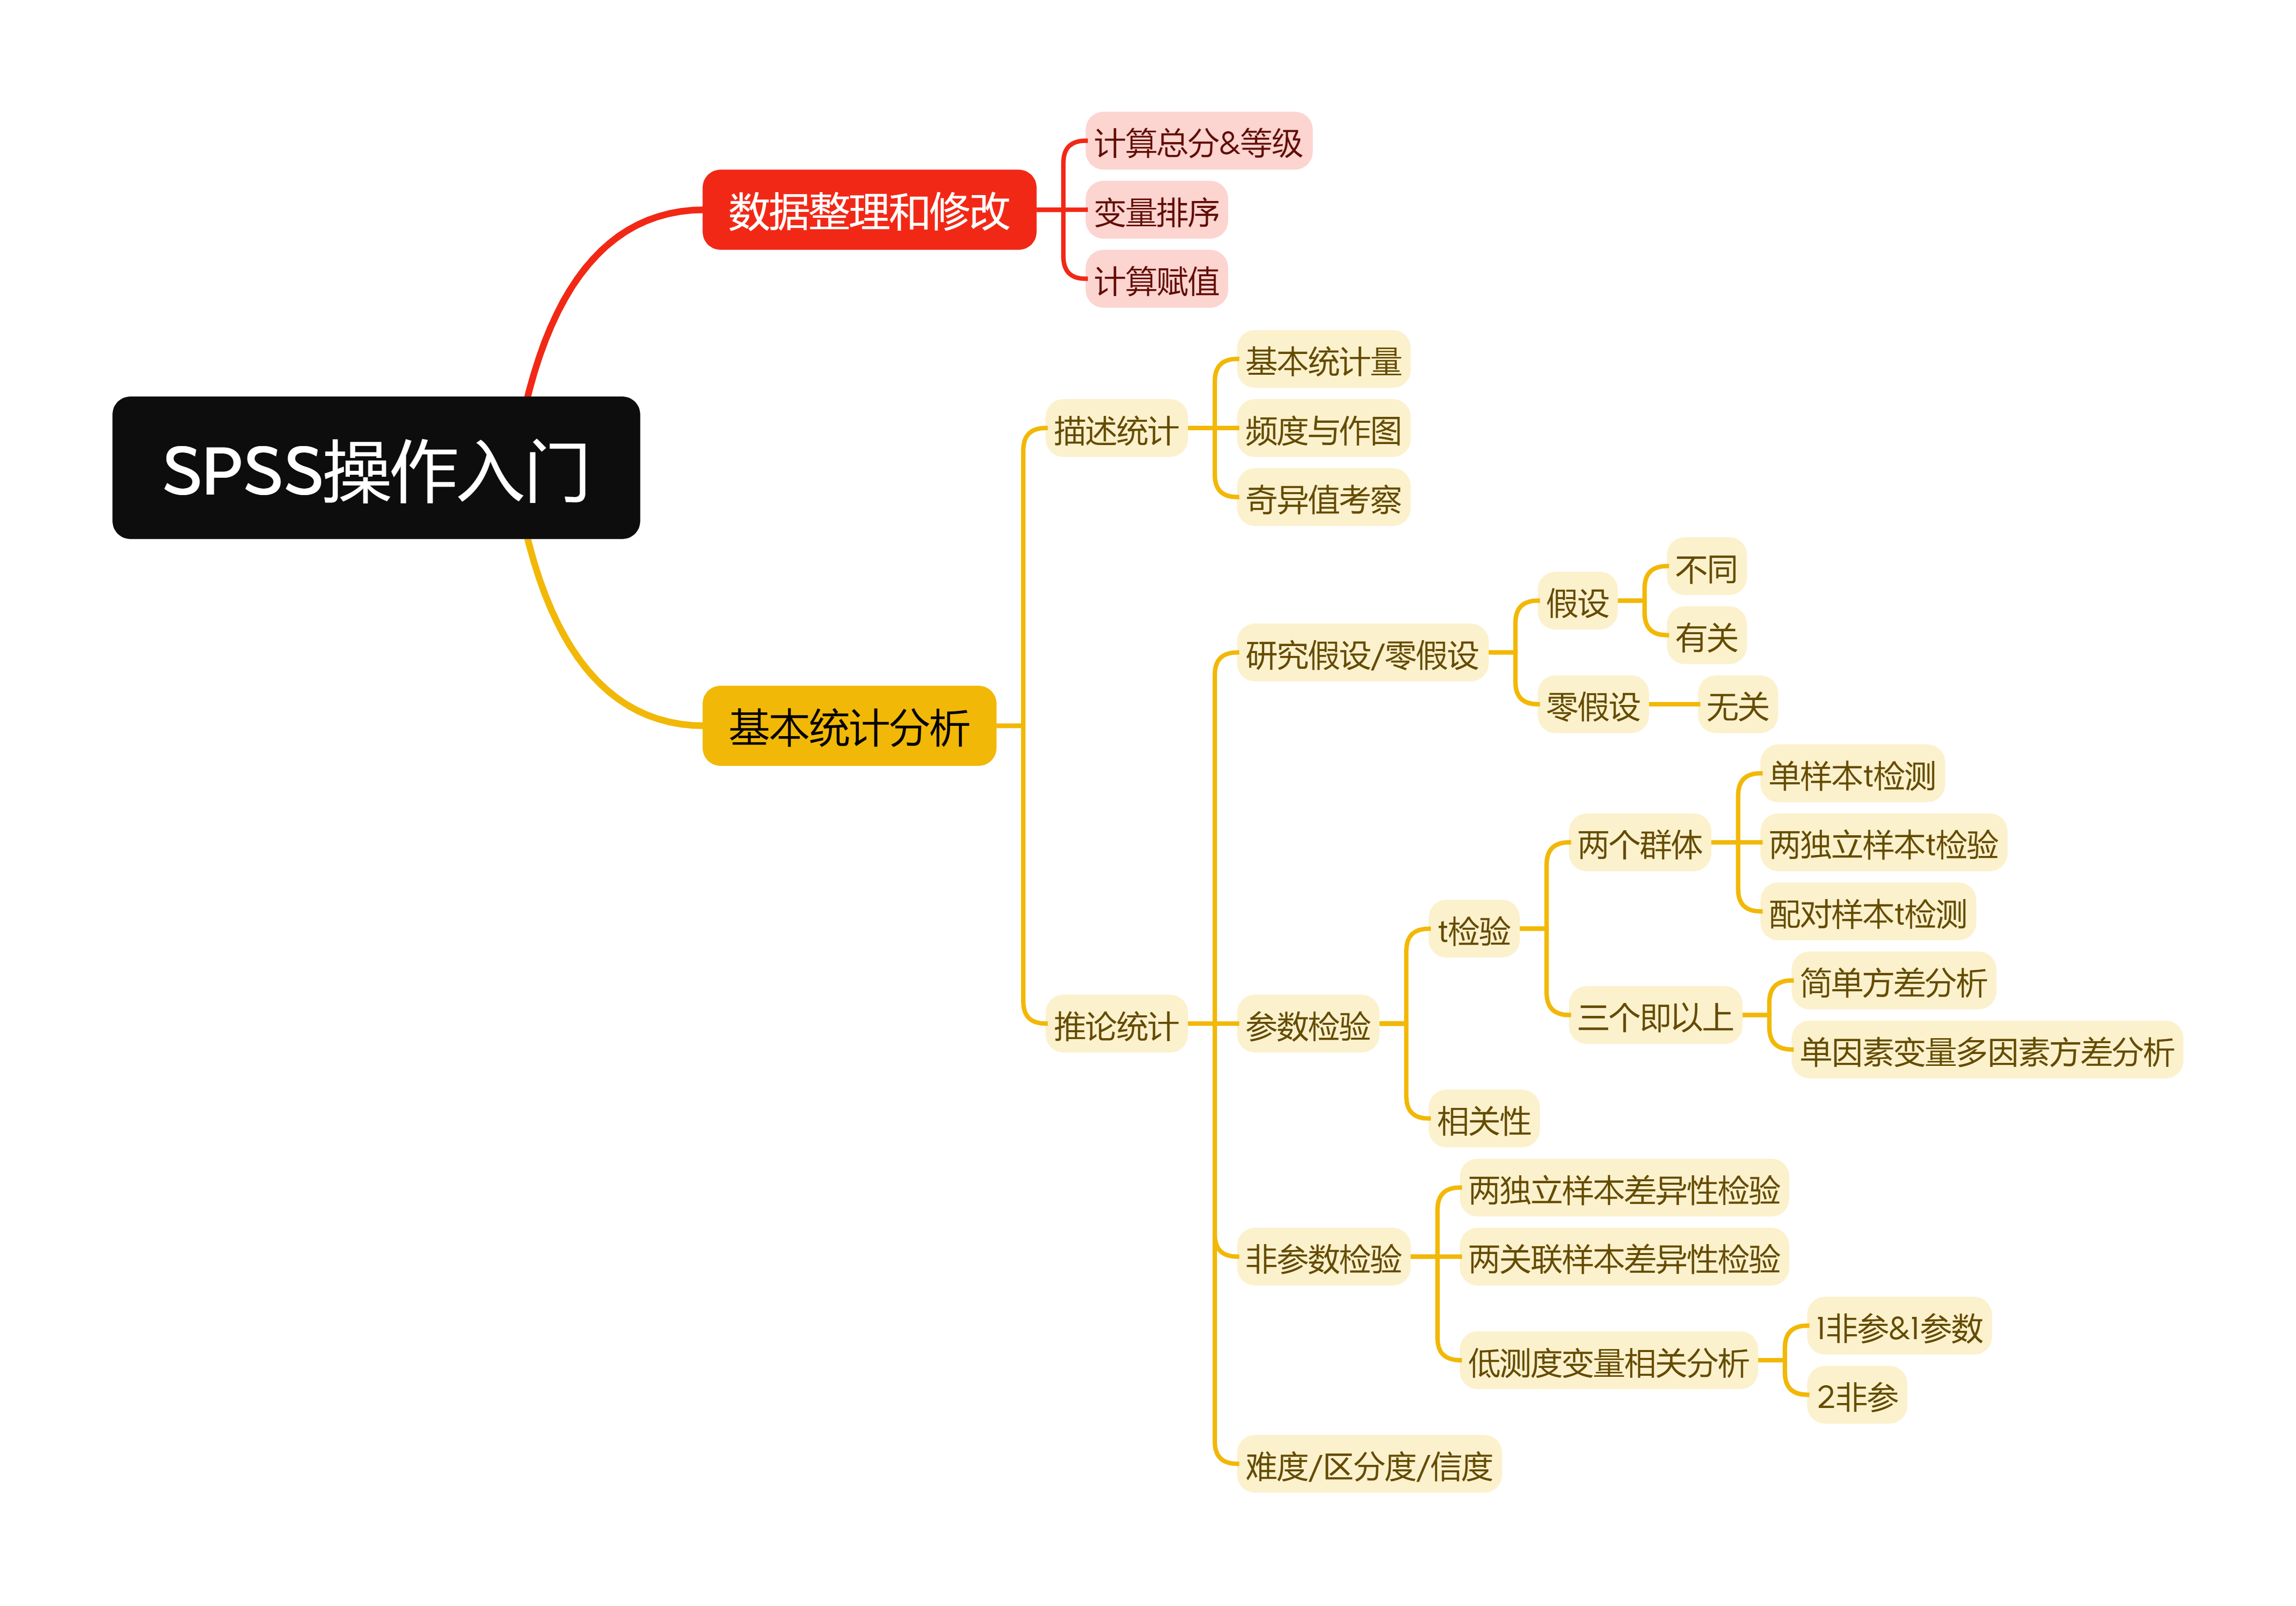 SPSS操作入门
数据整理和修改
计算总分&等级
变量排序
计算赋值
基本统计分析
描述统计
基本统计量
频度与作图
奇异值考察
推论统计
研究假设/零假设
假设
不同
有关
零假设
无关
参数检验
t检验
两个群体
单样本t检测
两独立样本t检验
配对样本t检测
三个即以上
简单方差分析
单因素变量多因素方差分析
相关性
非参数检验
两独立样本差异性检验
两关联样本差异性检验
低测度变量相关分析
1非参&1参数
2非参
难度/区分度/信度